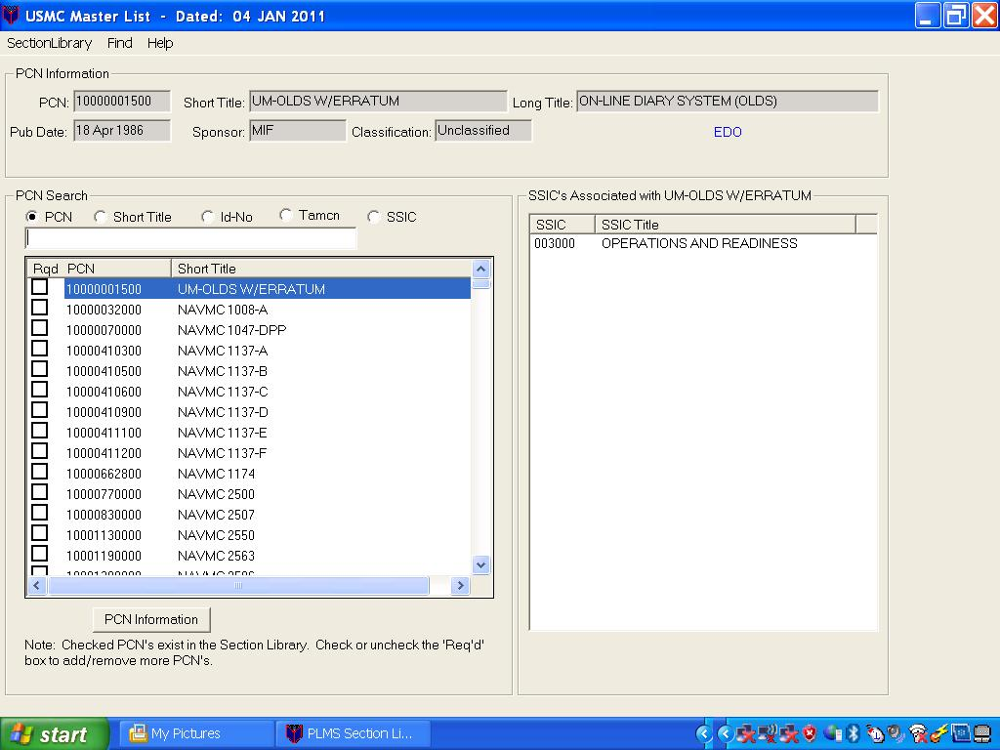 USMC Master List - Dated: 04 JAN 2011
SectionLibrary Find Help
PCN Information
PCN: 10000001500 Short Title: UM-OLDS W/ERRATUM Long Title: ON-LINE DIARY SYSTEM (OLDS)
Pub Date: 18 Apr 1986 Sponsor: MIF Classification: Unclassified EDO
PCN Search
PCN Short Title Id-No Tamcn SSIC
Rqd PCN Short Title
10000001500 UM-OLDS W/ERRATUM
10000032000 NAVMC 1008-A
10000070000 NAVMC 1047-DPP
10000410300 NAVMC 1137-A
10000410500 NAVMC 1137-B
10000410600 NAVMC 1137-C
10000410900 NAVMC 1137-D
10000411100 NAVMC 1137-E
10000411200 NAVMC 1137-F
10000662800 NAVMC 1174
10000770000 NAVMC 2500
10000830000 NAVMC 2507
10001130000 NAVMC 2550
10001190000 NAVMC 2563
PCN Information
Note: Checked PCN's exist in the Section Library. Check or uncheck the 'Req'd'
box to add/remove more PCN's.
SSIC's Associated with UM-OLDS W/ERRATUM
SSIC SSIC Title
003000 OPERATIONS AND READINESS
start My Pictures PLMS Section Li...